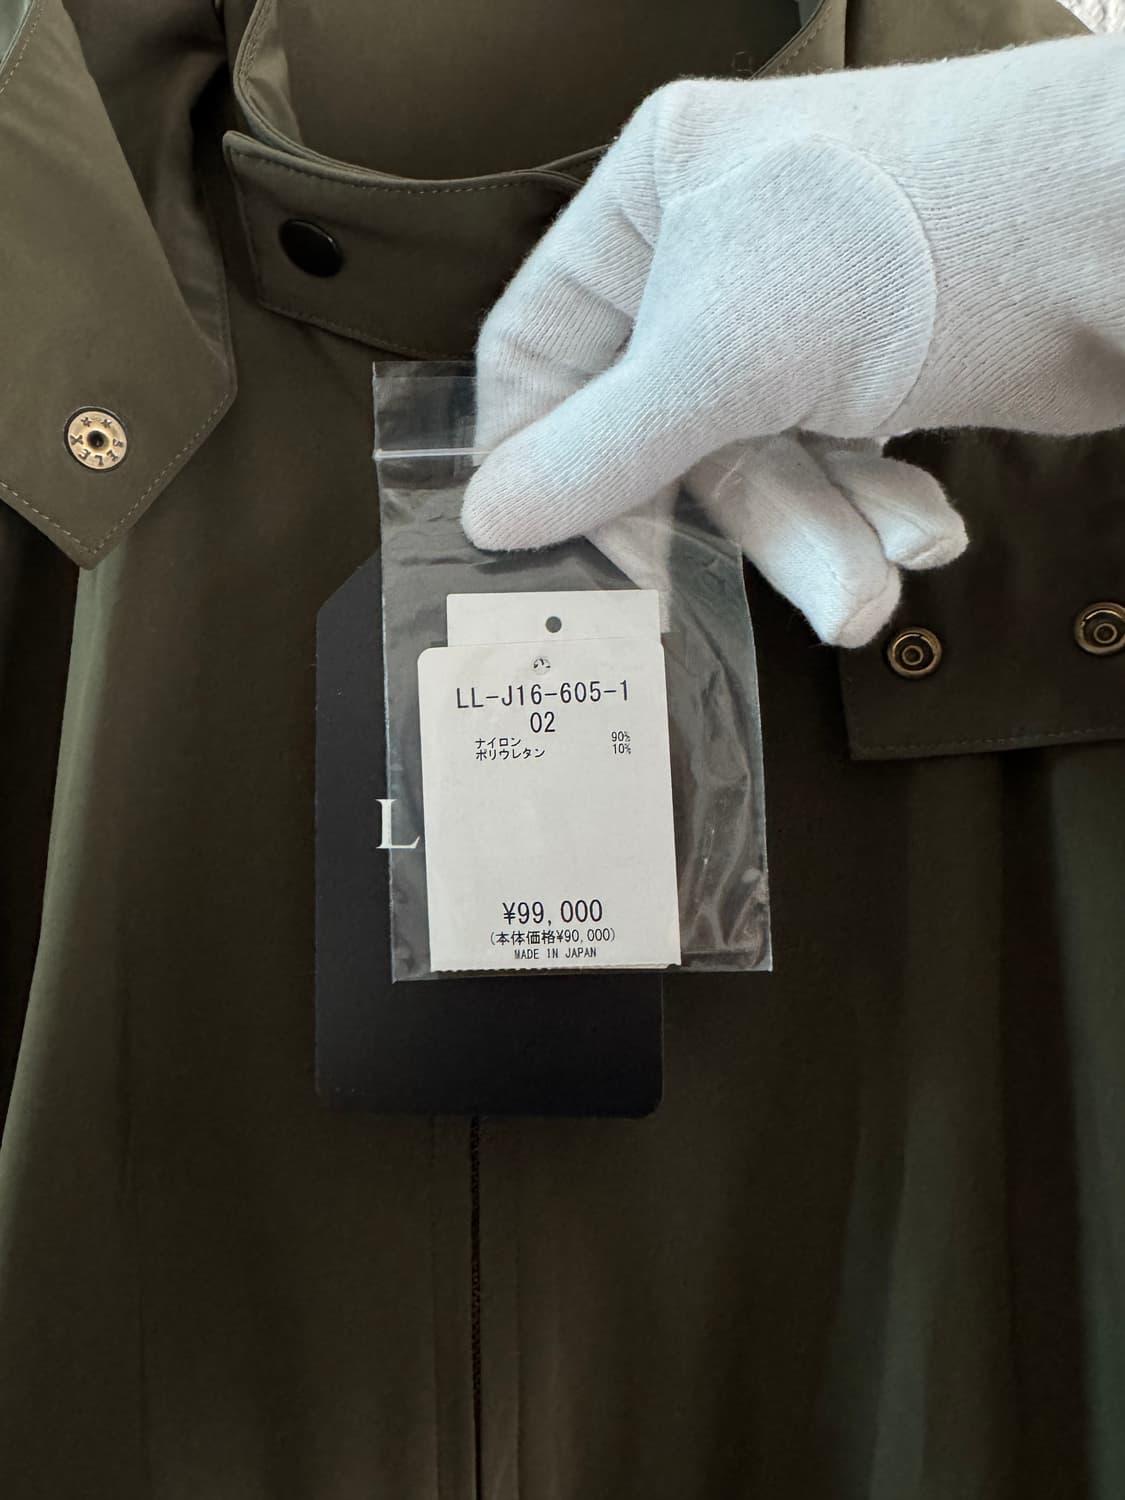 LL-J16-605-1
02
ナイロン 90%
ポリウレタン 10%
L
¥99,000
(本体価格¥90,000)
MADE IN JAPAN